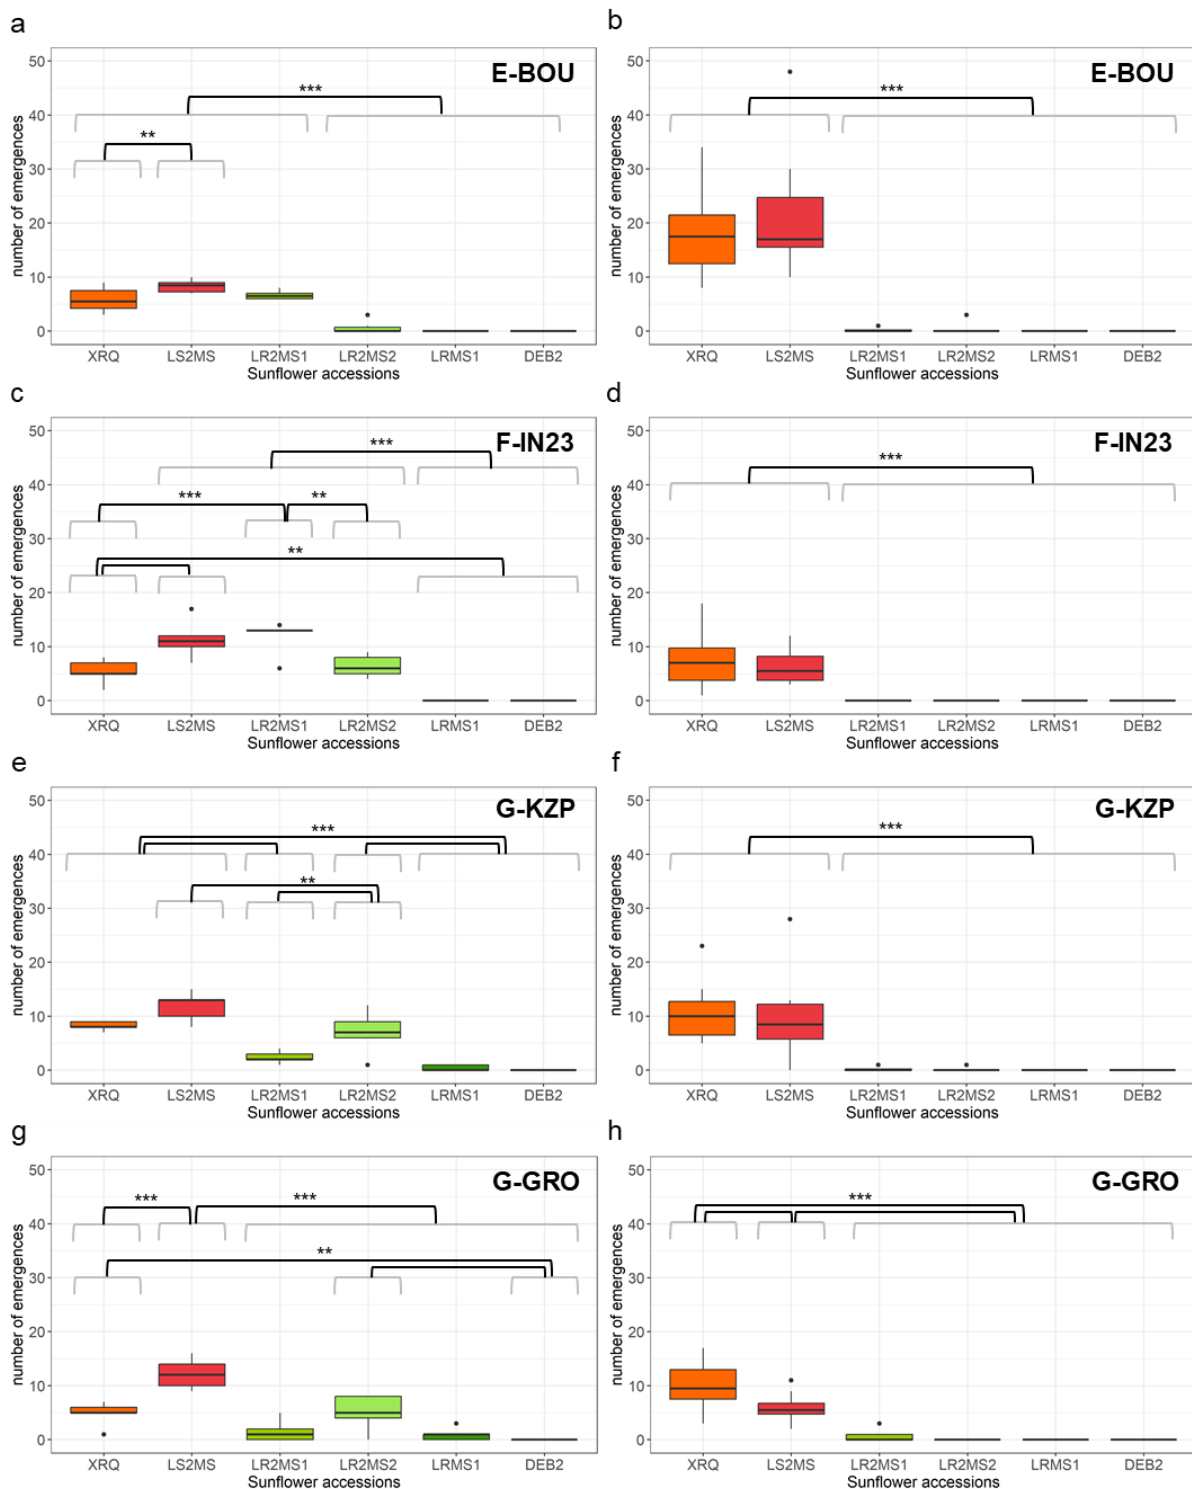 a
E-BOU
***
**
number of emergences
50
40
30
20
10
0
XRQ LS2MS LR2MS1 LR2MS2 LRMS1 DEB2
Sunflower accessions
b
E-BOU
***
number of emergences
50
40
30
20
10
0
XRQ LS2MS LR2MS1 LR2MS2 LRMS1 DEB2
Sunflower accessions
c
F-IN23
***
*** **
**
number of emergences
50
40
30
20
10
0
XRQ LS2MS LR2MS1 LR2MS2 LRMS1 DEB2
Sunflower accessions
d
F-IN23
***
number of emergences
50
40
30
20
10
0
XRQ LS2MS LR2MS1 LR2MS2 LRMS1 DEB2
Sunflower accessions
e
G-KZP
***
**
number of emergences
50
40
30
20
10
0
XRQ LS2MS LR2MS1 LR2MS2 LRMS1 DEB2
Sunflower accessions
f
G-KZP
***
number of emergences
50
40
30
20
10
0
XRQ LS2MS LR2MS1 LR2MS2 LRMS1 DEB2
Sunflower accessions
g
G-GRO
*** ***
**
number of emergences
50
40
30
20
10
0
XRQ LS2MS LR2MS1 LR2MS2 LRMS1 DEB2
Sunflower accessions
h
G-GRO
***
number of emergences
50
40
30
20
10
0
XRQ LS2MS LR2MS1 LR2MS2 LRMS1 DEB2
Sunflower accessions